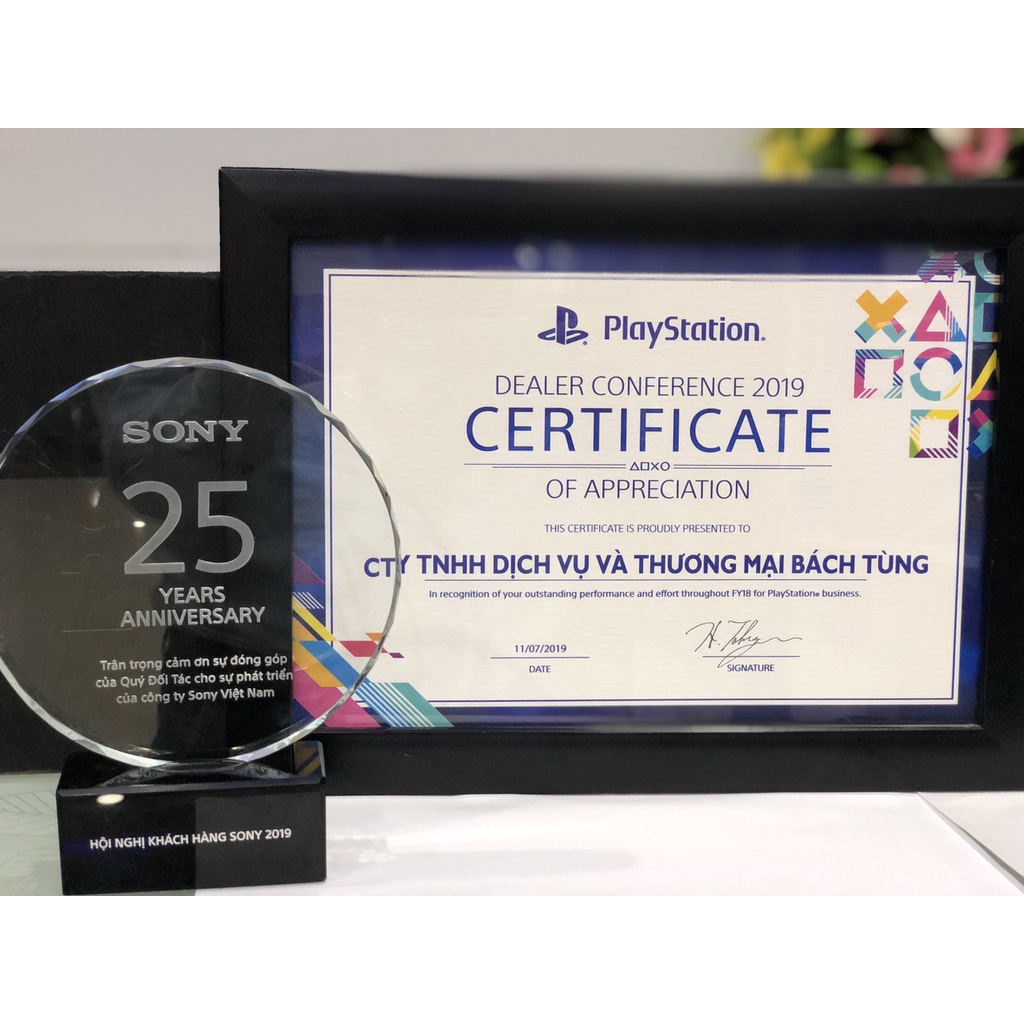 SONY
25
YEARS
ANNIVERSARY
Trân trọng cảm ơn sự đóng góp
của Quý Đối Tác cho sự phát triển
của công ty Sony Việt Nam
HỘI NGHỊ KHÁCH HÀNG SONY 2019
PlayStation®
DEALER CONFERENCE 2019
CERTIFICATE
OF APPRECIATION
THIS CERTIFICATE IS PROUDLY PRESENTED TO
CTY TNHH DỊCH VỤ VÀ THƯƠNG MẠI BÁCH TÙNG
In recognition of your outstanding performance and effort throughout FY18 for PlayStation® business.
11/07/2019
DATE
SIGNATURE